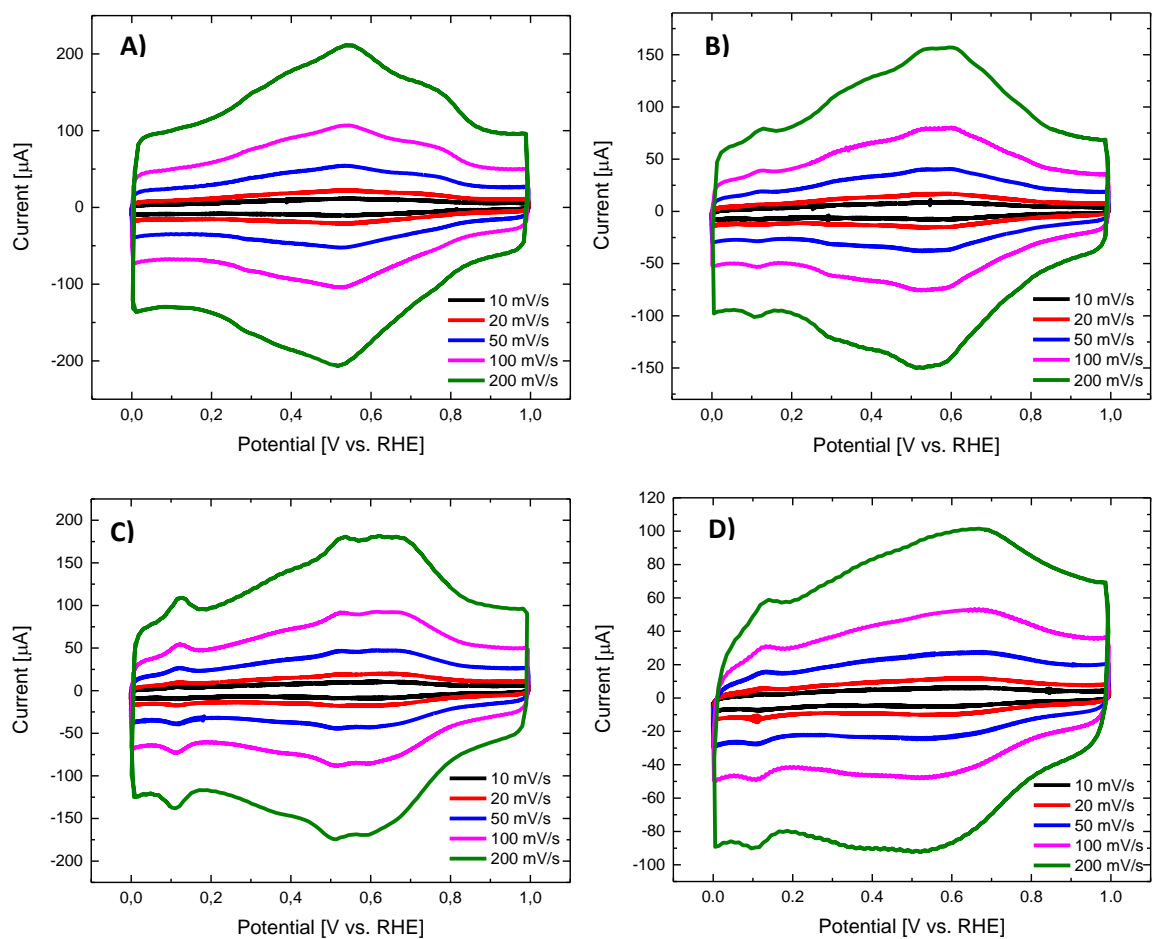 A)
Current [µA]
200
100
0
-100
-200
10 mV/s
20 mV/s
50 mV/s
100 mV/s
200 mV/s
0,0 0,2 0,4 0,6 0,8 1,0
Potential [V vs. RHE]
B)
Current [µA]
150
100
50
0
-50
-100
-150
10 mV/s
20 mV/s
50 mV/s
100 mV/s
200 mV/s
0,0 0,2 0,4 0,6 0,8 1,0
Potential [V vs. RHE]
C)
Current [µA]
200
150
100
50
0
-50
-100
-150
-200
10 mV/s
20 mV/s
50 mV/s
100 mV/s
200 mV/s
0,0 0,2 0,4 0,6 0,8 1,0
Potential [V vs. RHE]
D)
Current [µA]
120
100
80
60
40
20
0
-20
-40
-60
-80
-100
10 mV/s
20 mV/s
50 mV/s
100 mV/s
200 mV/s
0,0 0,2 0,4 0,6 0,8 1,0
Potential [V vs. RHE]